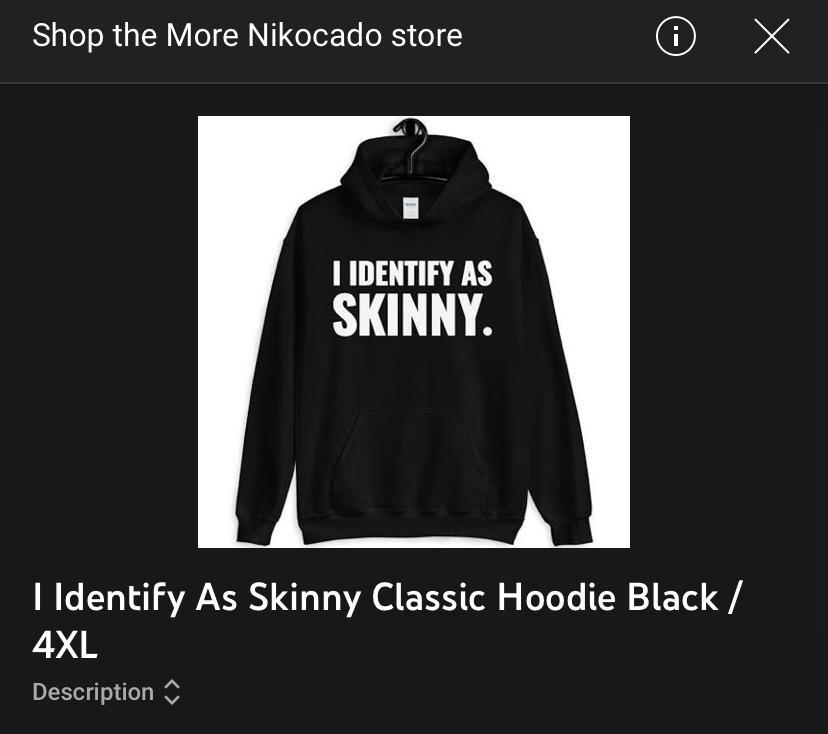 Shop the More Nikocado store
I IDENTIFY AS
SKINNY.
I Identify As Skinny Classic Hoodie Black /
4XL
Description